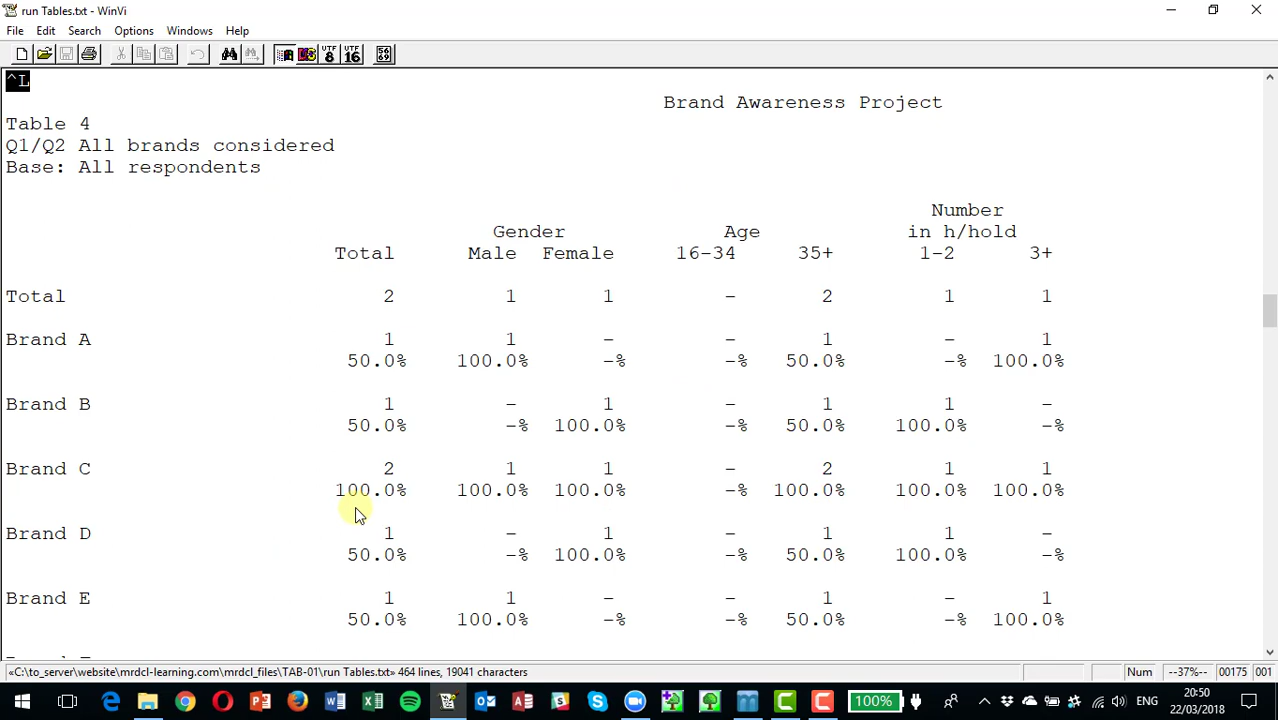 run Tables.txt - WinVi
File Edit Search Options Windows Help
UTF 8 UTF 16
^L
Brand Awareness Project
Table 4
Q1/Q2 All brands considered
Base: All respondents
Number
Gender Age in h/hold
Total Male Female 16-34 35+ 1-2 3+
Total 2 1 1 - 2 1 1
Brand A 1 1 - - 1 - 1
50.0% 100.0% -% -% 50.0% -% 100.0%
Brand B 1 - 1 - 1 1 -
50.0% -% 100.0% -% 50.0% 100.0% -%
Brand C 2 1 1 - 2 1 1
100.0% 100.0% 100.0% -% 100.0% 100.0% 100.0%
Brand D 1 - 1 - 1 1 -
50.0% -% 100.0% -% 50.0% 100.0% -%
Brand E 1 1 - - 1 - 1
50.0% 100.0% -% -% 50.0% -% 100.0%
«C:\to_server\website\mrdcl-learning.com\mrdcl_files\TAB-01\run Tables.txt» 464 lines, 19041 characters Num --37%-- 00175 001
100% ENG 20:50
22/03/2018